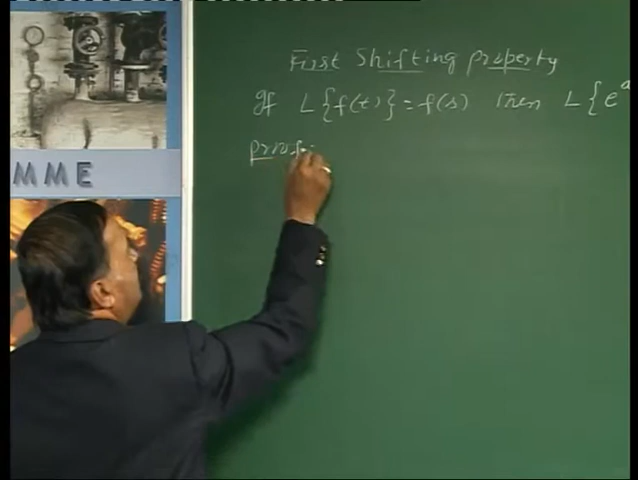 MME
First Shifting property
If L{f(t)} = f(s) then L{e^a
proof: